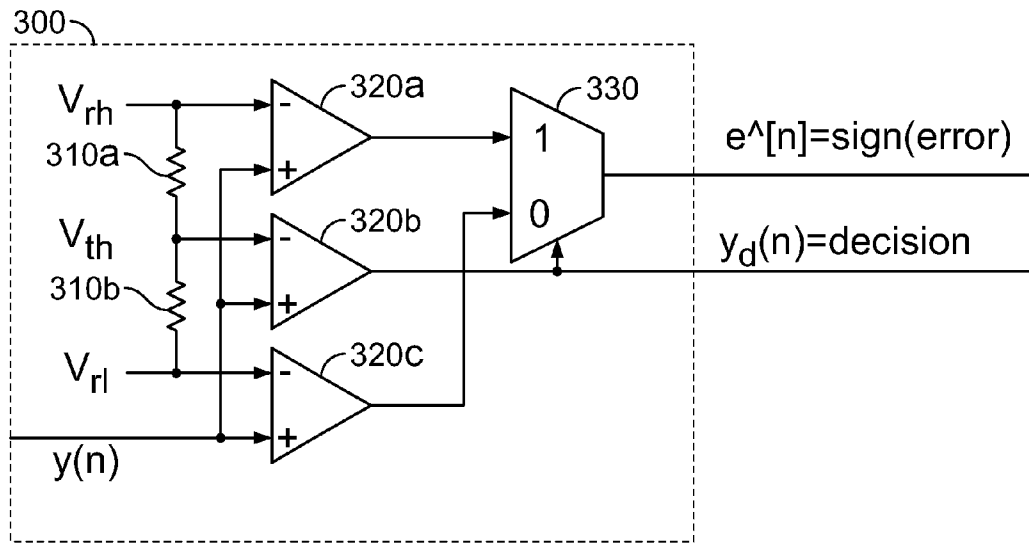 300
V_rh
310a
V_th
310b
V_rl
y(n)
-
320a
+
-
320b
+
-
320c
+
330
1
0
e^[n]=sign(error)
y_d(n)=decision